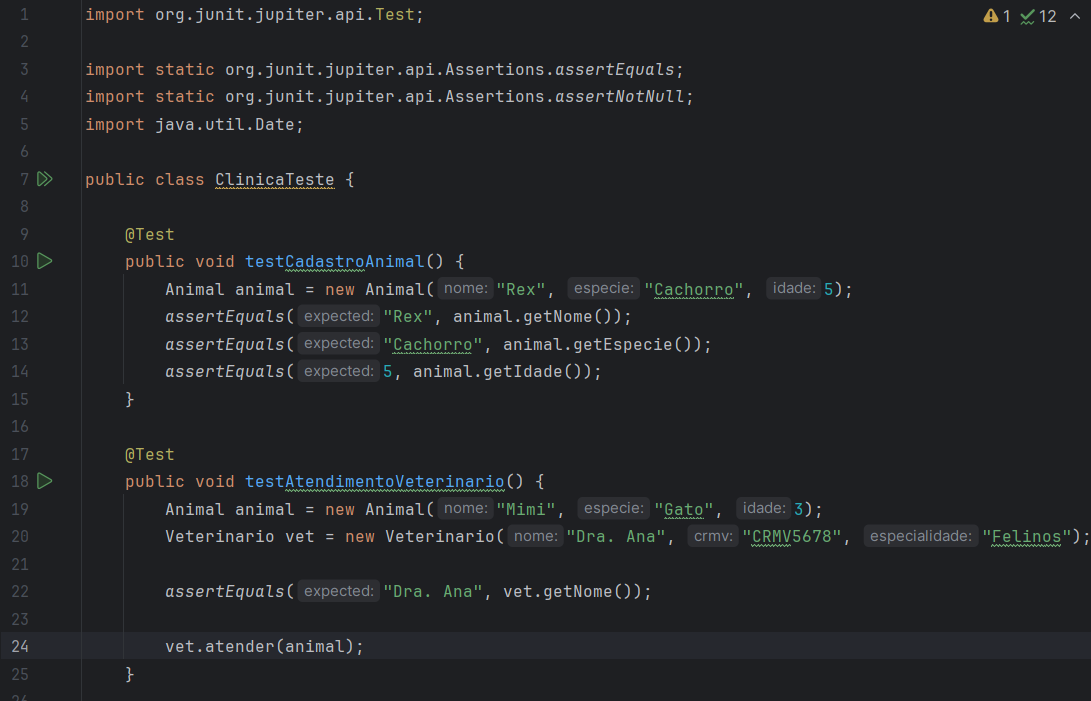 1 import org.junit.jupiter.api.Test; 1 12
2
3 import static org.junit.jupiter.api.Assertions.assertEquals;
4 import static org.junit.jupiter.api.Assertions.assertNotNull;
5 import java.util.Date;
6
7 public class ClinicaTeste {
8
9 @Test
10 public void testCadastroAnimal() {
11 Animal animal = new Animal( nome: "Rex", especie: "Cachorro", idade: 5);
12 assertEquals( expected: "Rex", animal.getNome());
13 assertEquals( expected: "Cachorro", animal.getEspecie());
14 assertEquals( expected: 5, animal.getIdade());
15 }
16
17 @Test
18 public void testAtendimentoVeterinario() {
19 Animal animal = new Animal( nome: "Mimi", especie: "Gato", idade: 3);
20 Veterinario vet = new Veterinario( nome: "Dra. Ana", crmv: "CRMV5678", especialidade: "Felinos");
21
22 assertEquals( expected: "Dra. Ana", vet.getNome());
23
24 vet.atender(animal);
25 }
26